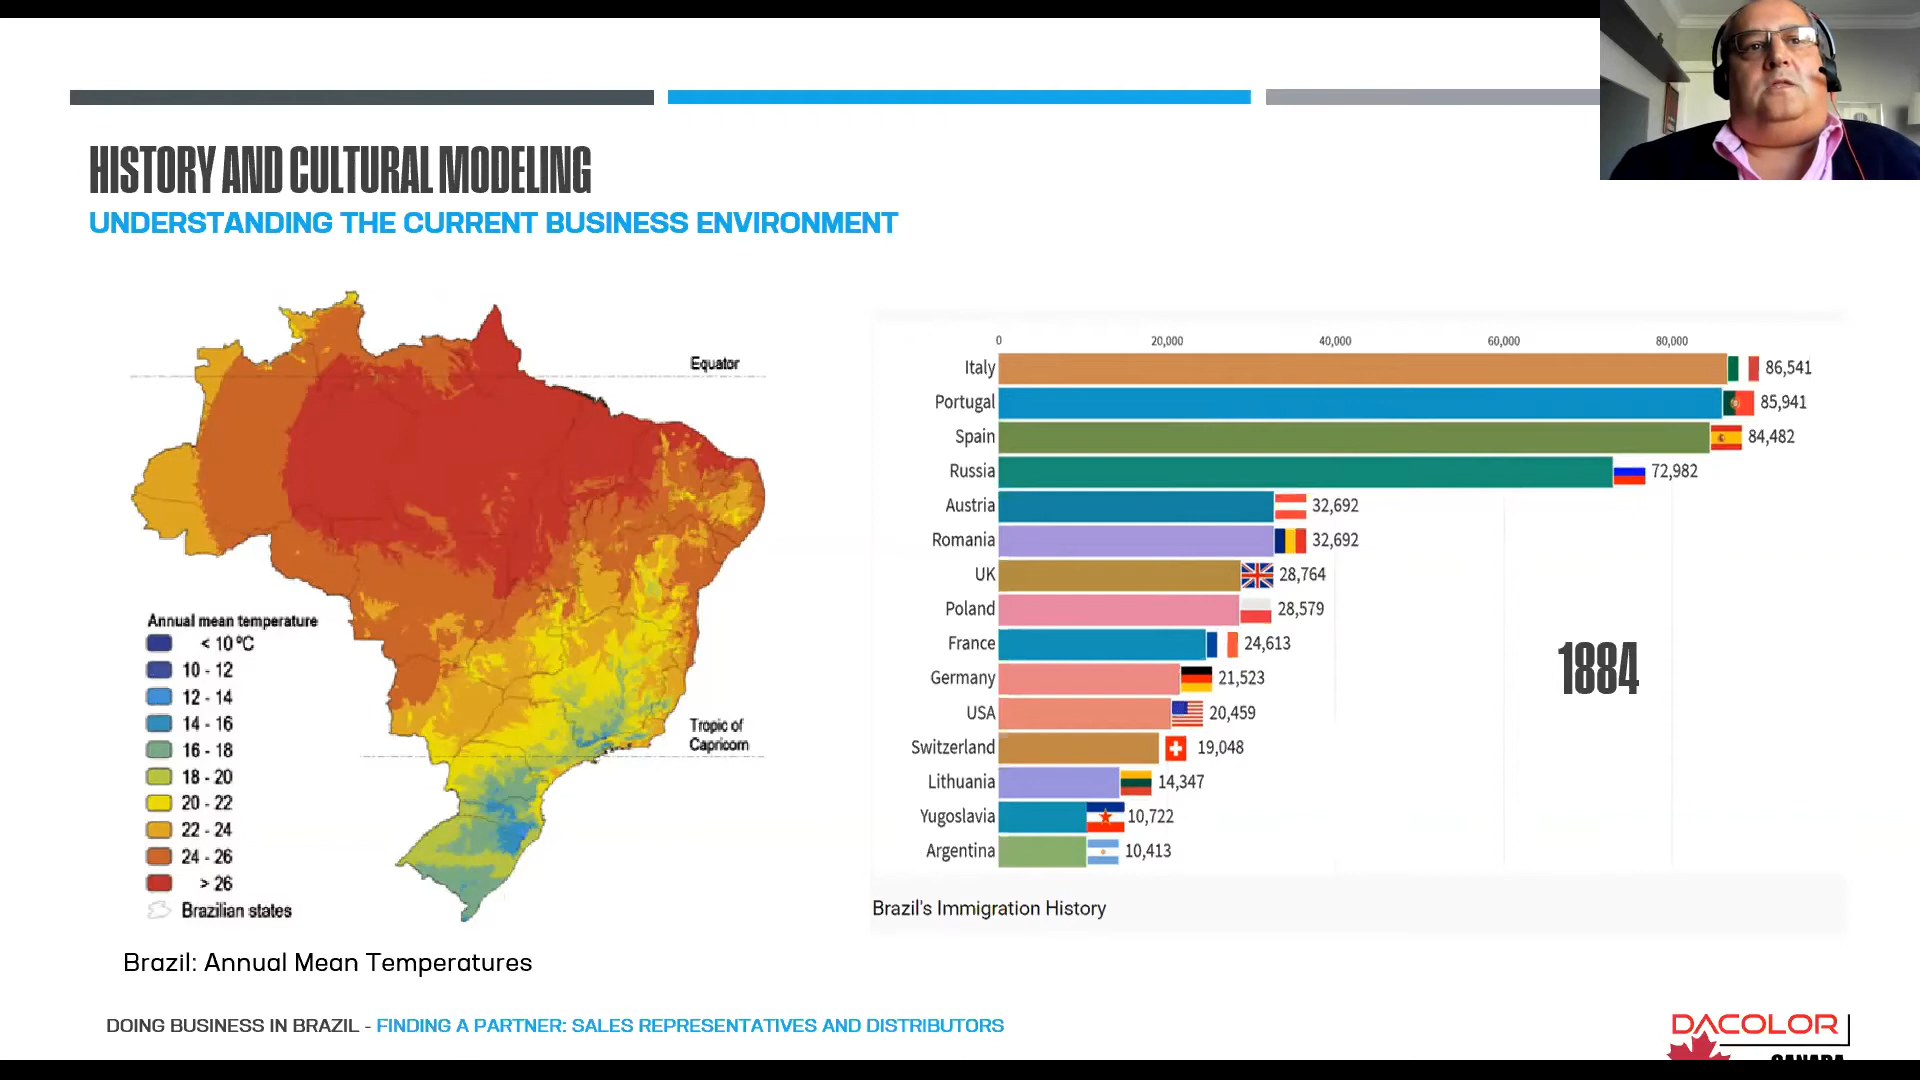 HISTORY AND CULTURAL MODELING
UNDERSTANDING THE CURRENT BUSINESS ENVIRONMENT
Equator
Tropic of
Capricorn
Annual mean temperature
< 10 ºC
10 - 12
12 - 14
14 - 16
16 - 18
18 - 20
20 - 22
22 - 24
24 - 26
> 26
Brazilian states
Brazil: Annual Mean Temperatures
0 20,000 40,000 60,000 80,000
Italy 86,541
Portugal 85,941
Spain 84,482
Russia 72,982
Austria 32,692
Romania 32,692
UK 28,764
Poland 28,579
France 24,613
Germany 21,523
USA 20,459
Switzerland 19,048
Lithuania 14,347
Yugoslavia 10,722
Argentina 10,413
1884
Brazil's Immigration History
DOING BUSINESS IN BRAZIL - FINDING A PARTNER: SALES REPRESENTATIVES AND DISTRIBUTORS
DACOLOR
CANADA